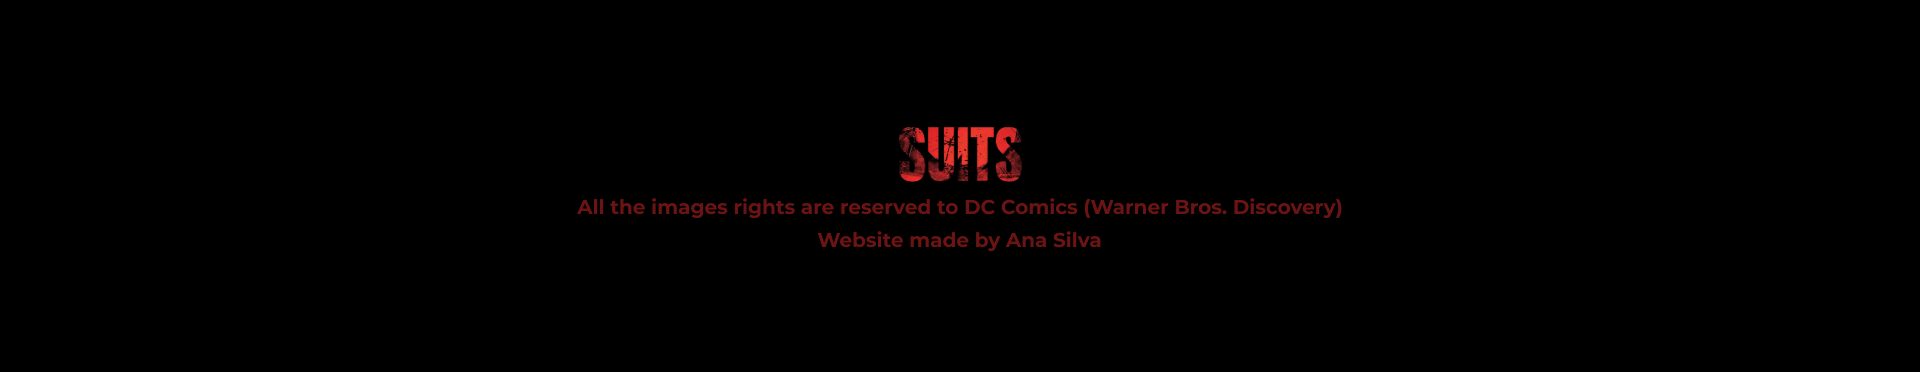 SUITS
All the images rights are reserved to DC Comics (Warner Bros. Discovery)
Website made by Ana Silva